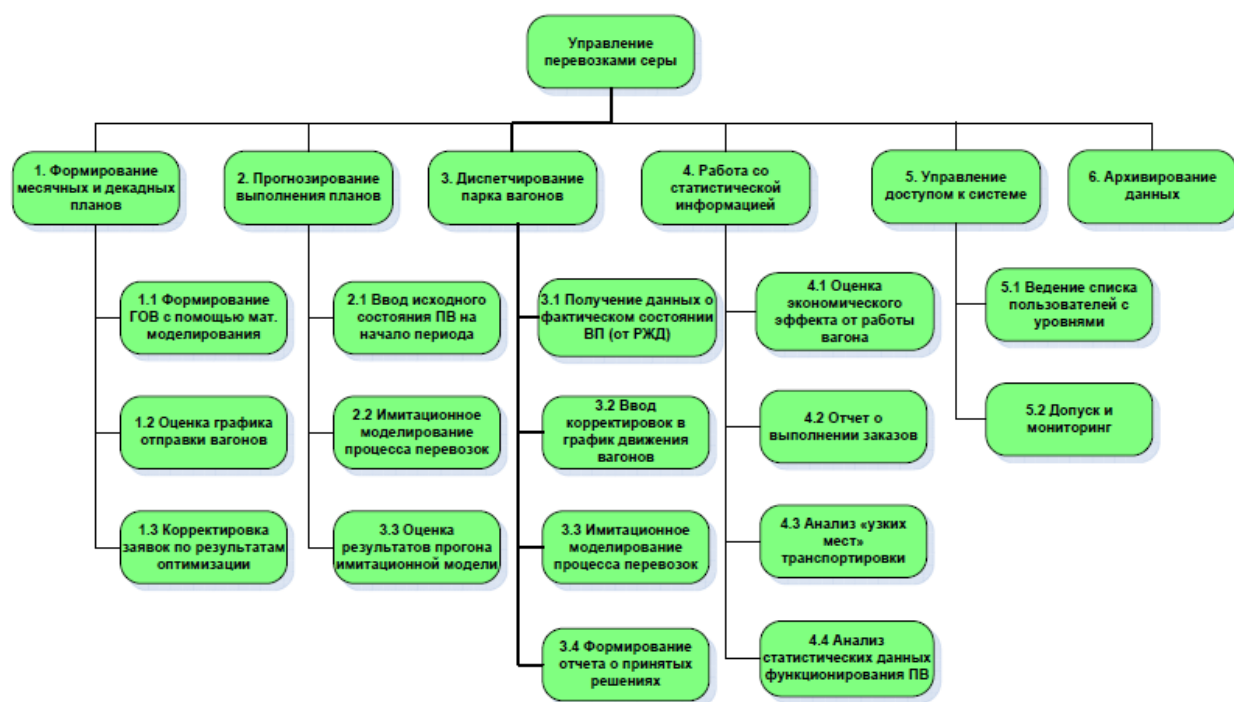 Управление
перевозками серы
1. Формирование
месячных и декадных
планов
2. Прогнозирование
выполнения планов
3. Диспетчирование
парка вагонов
4. Работа со
статистической
информацией
5. Управление
доступом к системе
6. Архивирование
данных
1.1 Формирование
ГОВ с помощью мат.
моделирования
2.1 Ввод исходного
состояния ПВ на
начало периода
3.1 Получение данных о
фактическом состоянии
ВП (от РЖД)
4.1 Оценка
экономического
эффекта от работы
вагона
5.1 Ведение списка
пользователей с
уровнями
1.2 Оценка графика
отправки вагонов
2.2 Имитационное
моделирование
процесса перевозок
3.2 Ввод
корректировок в
график движения
вагонов
4.2 Отчет о
выполнении заказов
5.2 Допуск и
мониторинг
1.3 Корректировка
заявок по результатам
оптимизации
3.3 Оценка
результатов прогона
имитационной модели
3.3 Имитационное
моделирование
процесса перевозок
4.3 Анализ «узких
мест»
транспортировки
3.4 Формирование
отчета о принятых
решениях
4.4 Анализ
статистических данных
функционирования ПВ